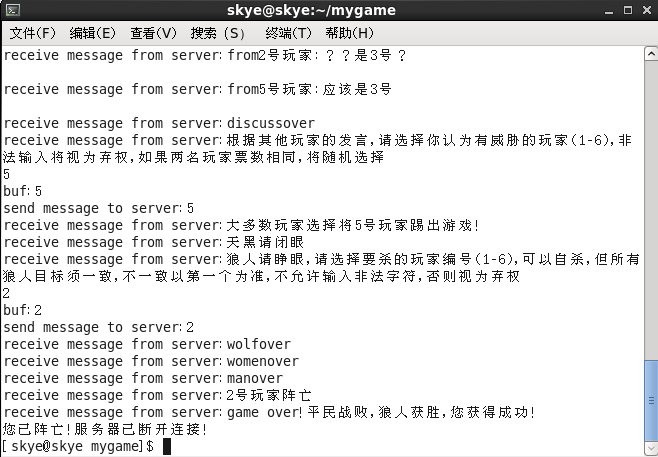 skye@skye:~/mygame
文件(F) 编辑(E) 查看(V) 搜索 (S) 终端(T) 帮助(H)
receive message from server:from2号玩家:？？是3号？
receive message from server:from5号玩家:应该是3号
receive message from server:discussover
receive message from server:根据其他玩家的发言,请选择你认为有威胁的玩家(1-6),非
法输入将视为弃权,如果两名玩家票数相同,将随机选择
5
buf:5
send message to server:5
receive message from server:大多数玩家选择将5号玩家踢出游戏!
receive message from server:天黑请闭眼
receive message from server:狼人请睁眼,请选择要杀的玩家编号(1-6),可以自杀,但所有
狼人目标须一致,不一致以第一个为准,不允许输入非法字符,否则视为弃权
2
buf:2
send message to server:2
receive message from server:wolfover
receive message from server:womenover
receive message from server:manover
receive message from server:2号玩家阵亡
receive message from server:game over!平民战败,狼人获胜,您获得成功!
您已阵亡!服务器已断开连接!
[skye@skye mygame]$